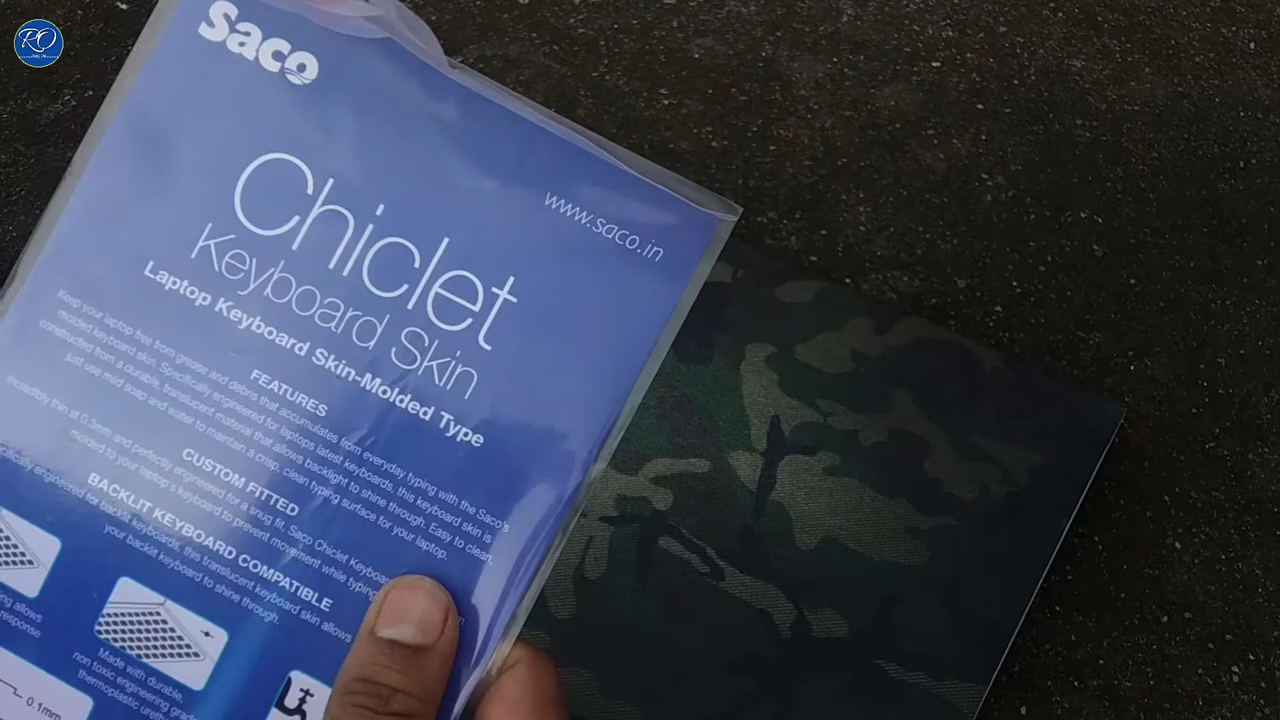 RO
Saco
www.saco.in
Chiclet
Keyboard Skin
Laptop Keyboard Skin-Molded Type
FEATURES
Keep your laptop free from grease and debris that accumulates from everyday typing with the Saco's
molded keyboard skin. Specifically engineered for laptops latest keyboards, this keyboard skin is
constructed from a durable, translucent material that allows backlight to shine through. Easy to clean,
just use mild soap and water to maintain a crisp, clean typing surface for your laptop.
CUSTOM FITTED
Incredibly thin at 0.3mm and perfectly engineered for a snug fit, Saco Chiclet
molded to your laptop's keyboard to prevent movement while typing
BACKLIT KEYBOARD COMPATIBLE
engineered for backlit keyboards, this translucent keyboard skin allows
your backlit keyboard to shine through.
allows
response
Made with durable,
non toxic engineering
thermoplastic
0.1mm